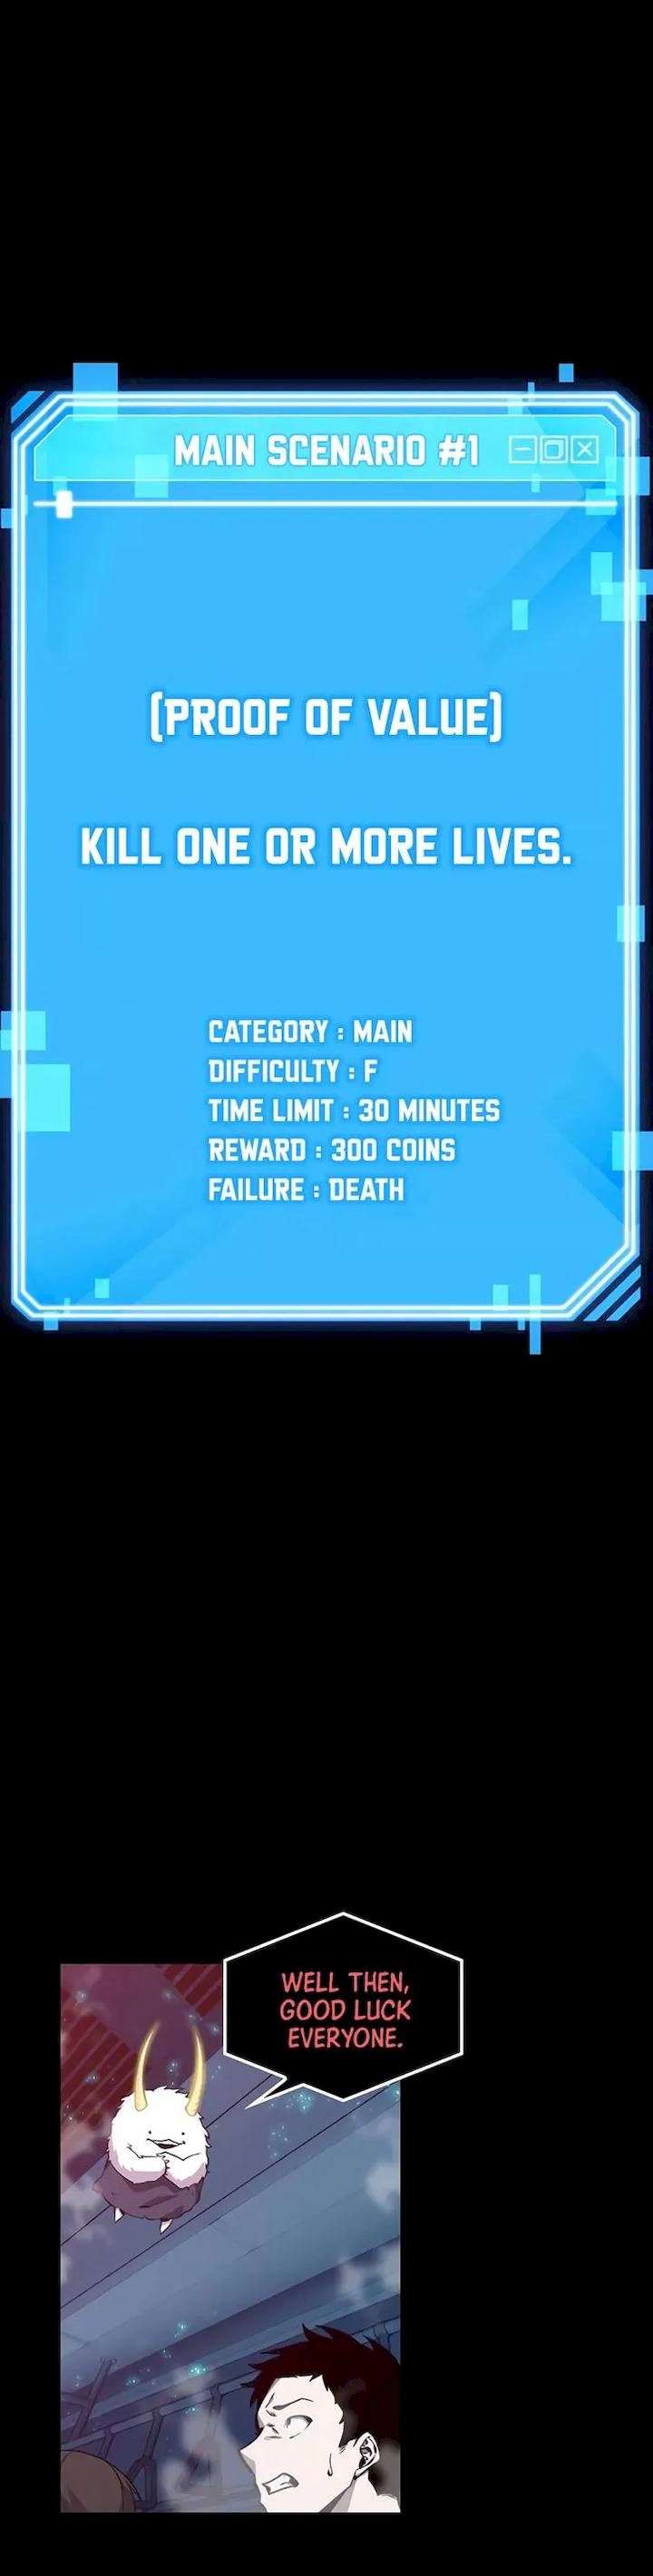 MAIN SCENARIO #1
[PROOF OF VALUE]
KILL ONE OR MORE LIVES.
CATEGORY : MAIN
DIFFICULTY : F
TIME LIMIT : 30 MINUTES
REWARD : 300 COINS
FAILURE : DEATH
WELL THEN,
GOOD LUCK
EVERYONE.